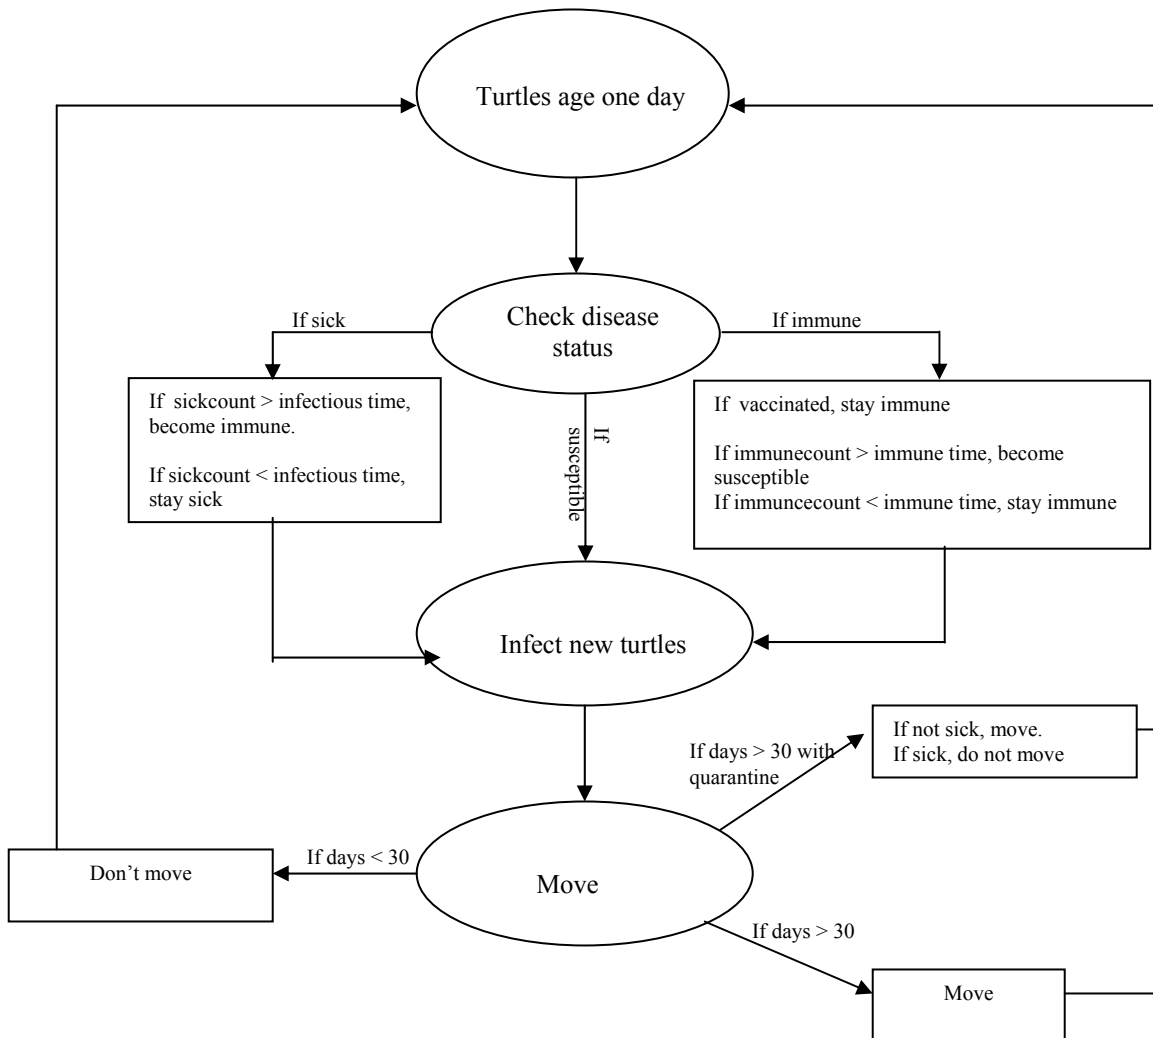 Turtles age one day
Check disease
status
If sick
If immune
If sickcount > infectious time,
become immune.
If sickcount < infectious time,
stay sick
If
susceptible
If vaccinated, stay immune
If immunecount > immune time, become
susceptible
If immuncecount < immune time, stay immune
Infect new turtles
If days > 30 with
quarantine
If not sick, move.
If sick, do not move
Don’t move
If days < 30
Move
If days > 30
Move